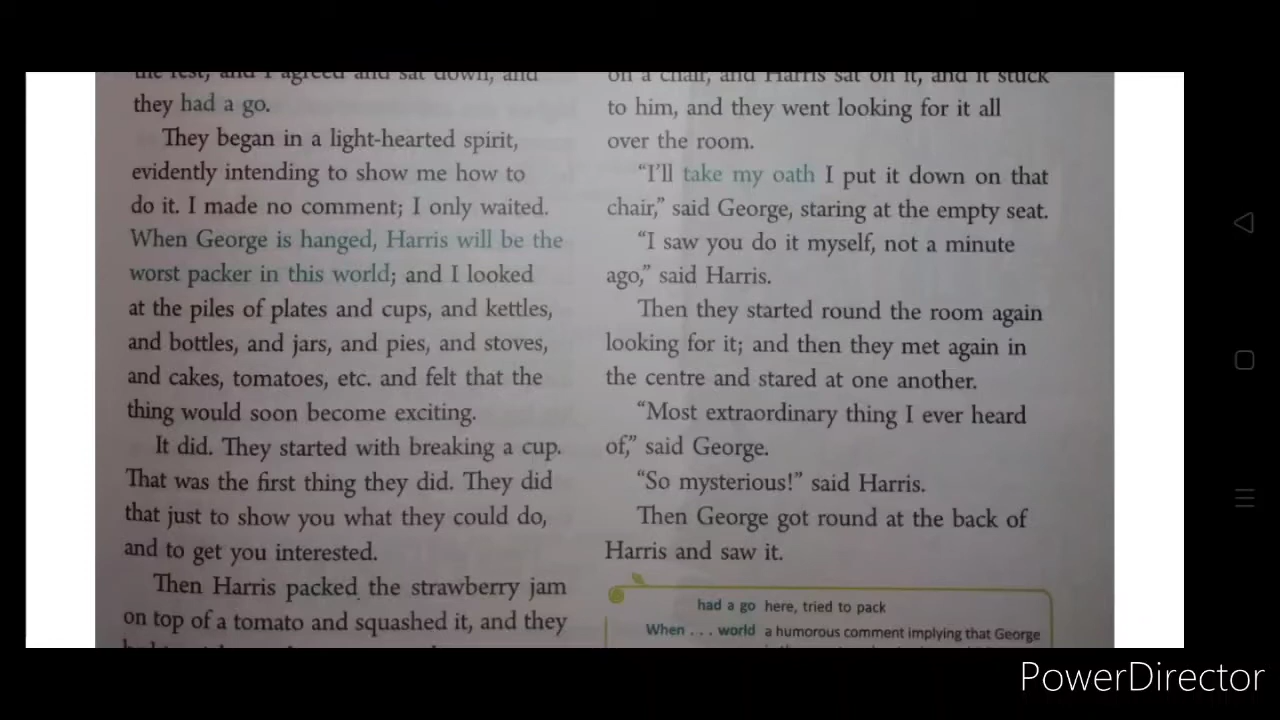 the rest, and I agreed and sat down, and
they had a go.
They began in a light-hearted spirit,
evidently intending to show me how to
do it. I made no comment; I only waited.
When George is hanged, Harris will be the
worst packer in this world; and I looked
at the piles of plates and cups, and kettles,
and bottles, and jars, and pies, and stoves,
and cakes, tomatoes, etc. and felt that the
thing would soon become exciting.
It did. They started with breaking a cup.
That was the first thing they did. They did
that just to show you what they could do,
and to get you interested.
Then Harris packed the strawberry jam
on top of a tomato and squashed it, and they
on a chair, and Harris sat on it, and it stuck
to him, and they went looking for it all
over the room.
“I’ll take my oath I put it down on that
chair,” said George, staring at the empty seat.
“I saw you do it myself, not a minute
ago,” said Harris.
Then they started round the room again
looking for it; and then they met again in
the centre and stared at one another.
“Most extraordinary thing I ever heard
of,” said George.
“So mysterious!” said Harris.
Then George got round at the back of
Harris and saw it.
had a go here, tried to pack
When . . . world a humorous comment implying that George
PowerDirector